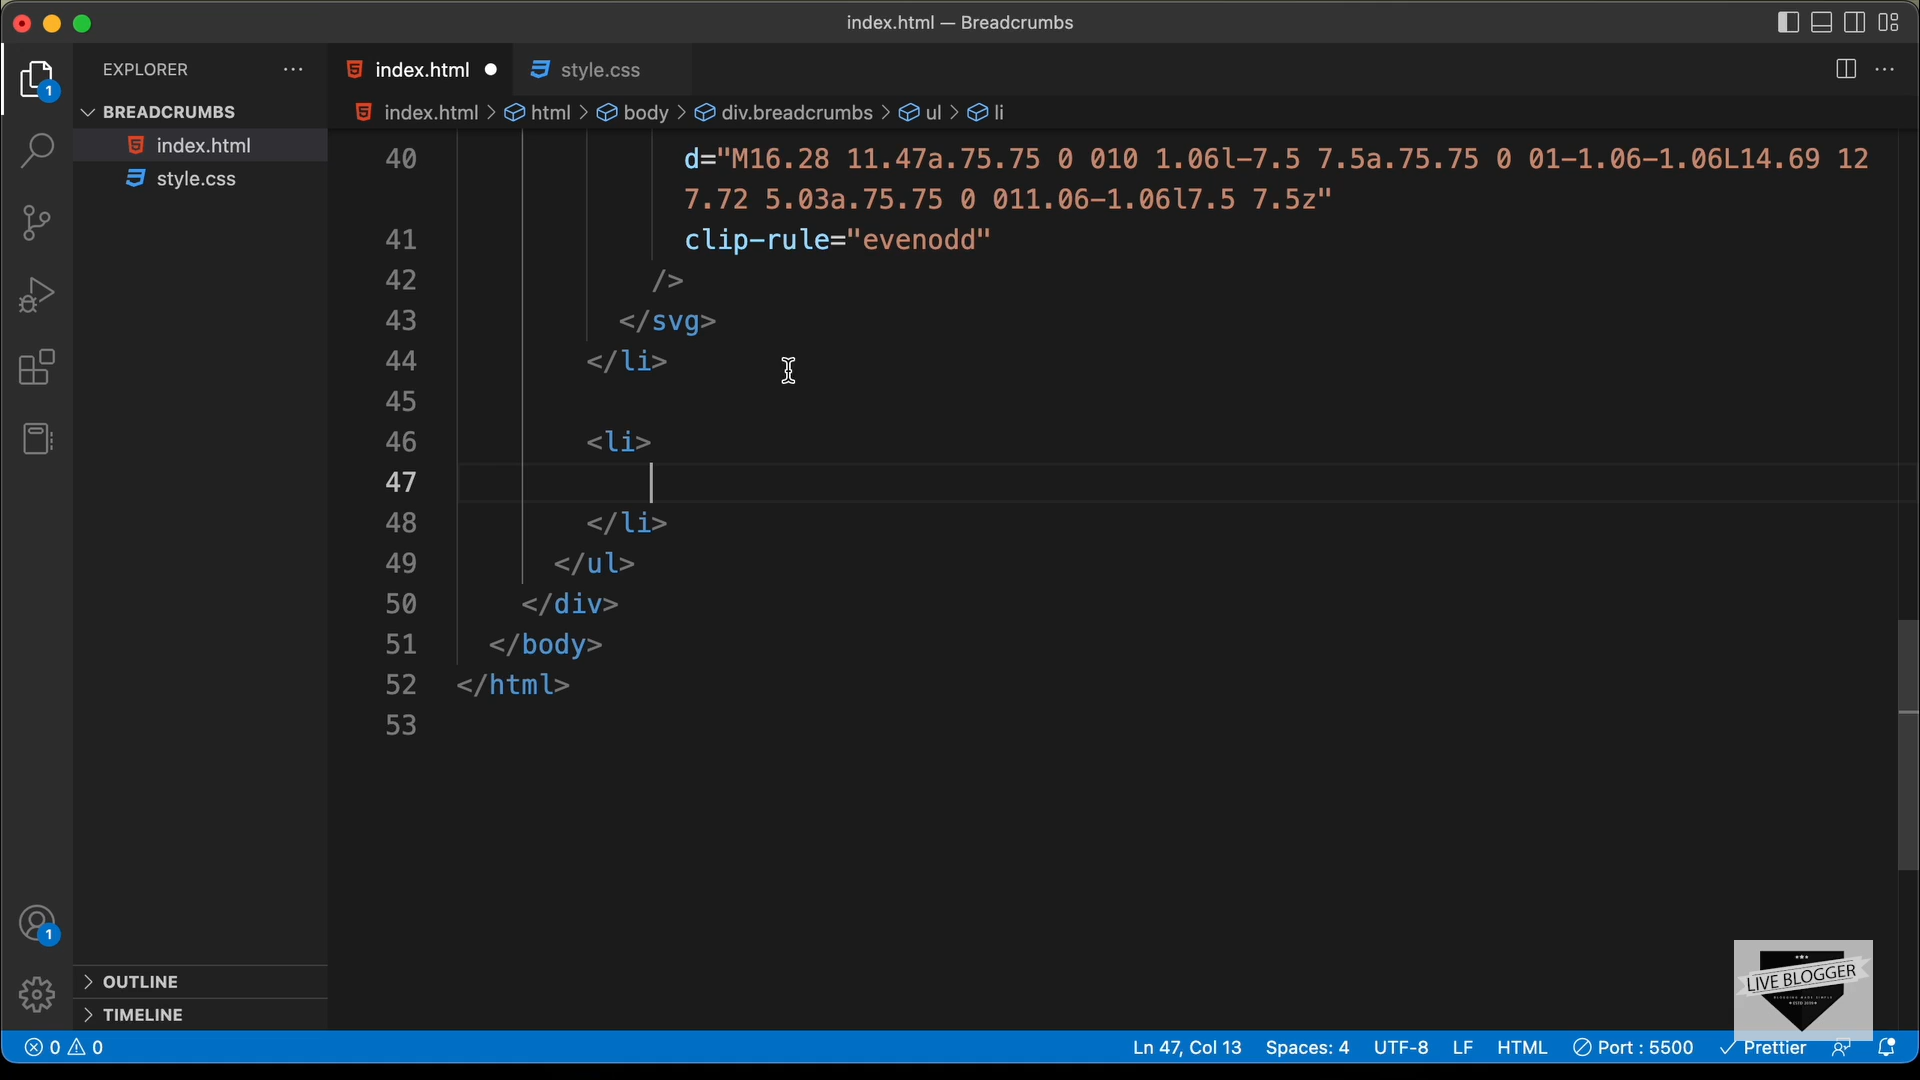 index.html — Breadcrumbs
EXPLORER
index.html
style.css
BREADCRUMBS
index.html
style.css
index.html > html > body > div.breadcrumbs > ul > li
40 d="M16.28 11.47a.75.75 0 010 1.06l-7.5 7.5a.75.75 0 01-1.06-1.06L14.69 12
7.72 5.03a.75.75 0 011.06-1.06l7.5 7.5z"
41 clip-rule="evenodd"
42 />
43 </svg>
44 </li>
45
46 <li>
47
48 </li>
49 </ul>
50 </div>
51 </body>
52 </html>
53
1
1
OUTLINE
TIMELINE
LIVE BLOGGER
0 0
Ln 47, Col 13
Spaces: 4
UTF-8
LF
HTML
Port : 5500
Prettier